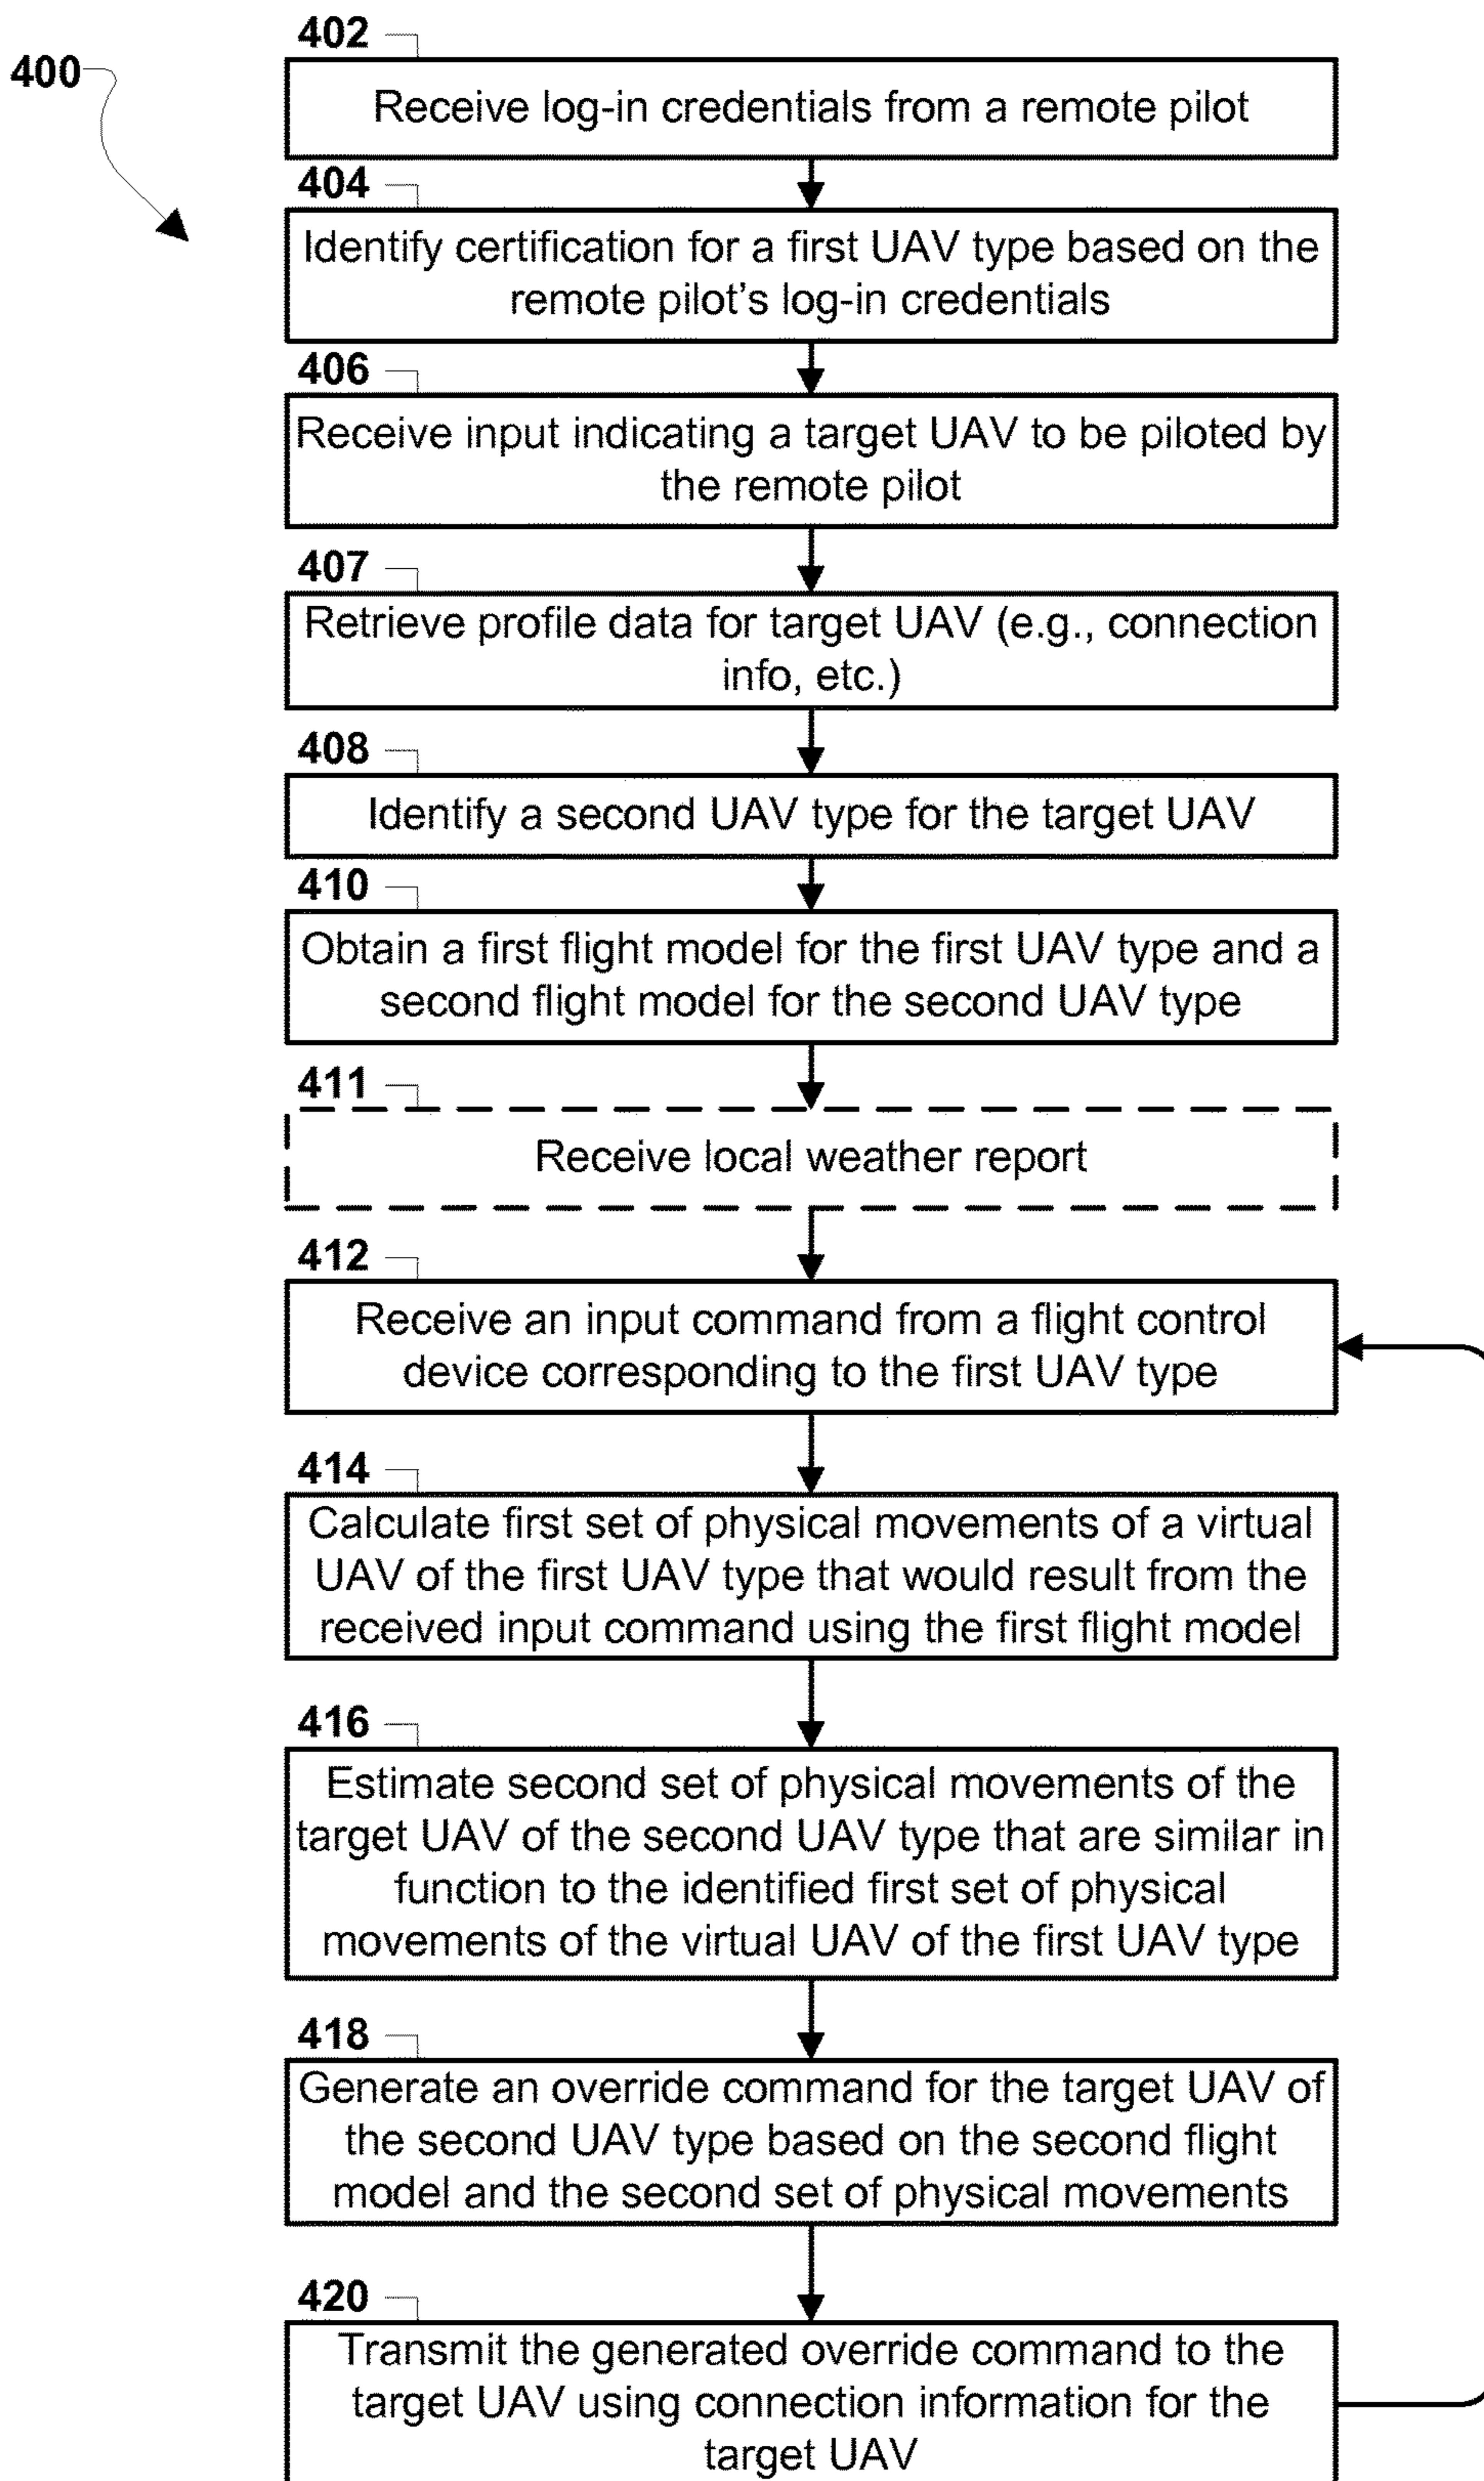 402
400
Receive log-in credentials from a remote pilot
404
Identify certification for a first UAV type based on the
remote pilot's log-in credentials
406
Receive input indicating a target UAV to be piloted by
the remote pilot
407
Retrieve profile data for target UAV (e.g., connection
info, etc.)
408
Identify a second UAV type for the target UAV
410
Obtain a first flight model for the first UAV type and a
second flight model for the second UAV type
411
Receive local weather report
412
Receive an input command from a flight control
device corresponding to the first UAV type
414
Calculate first set of physical movements of a virtual
UAV of the first UAV type that would result from the
received input command using the first flight model
416
Estimate second set of physical movements of the
target UAV of the second UAV type that are similar in
function to the identified first set of physical
movements of the virtual UAV of the first UAV type
418
Generate an override command for the target UAV of
the second UAV type based on the second flight
model and the second set of physical movements
420
Transmit the generated override command to the
target UAV using connection information for the
target UAV